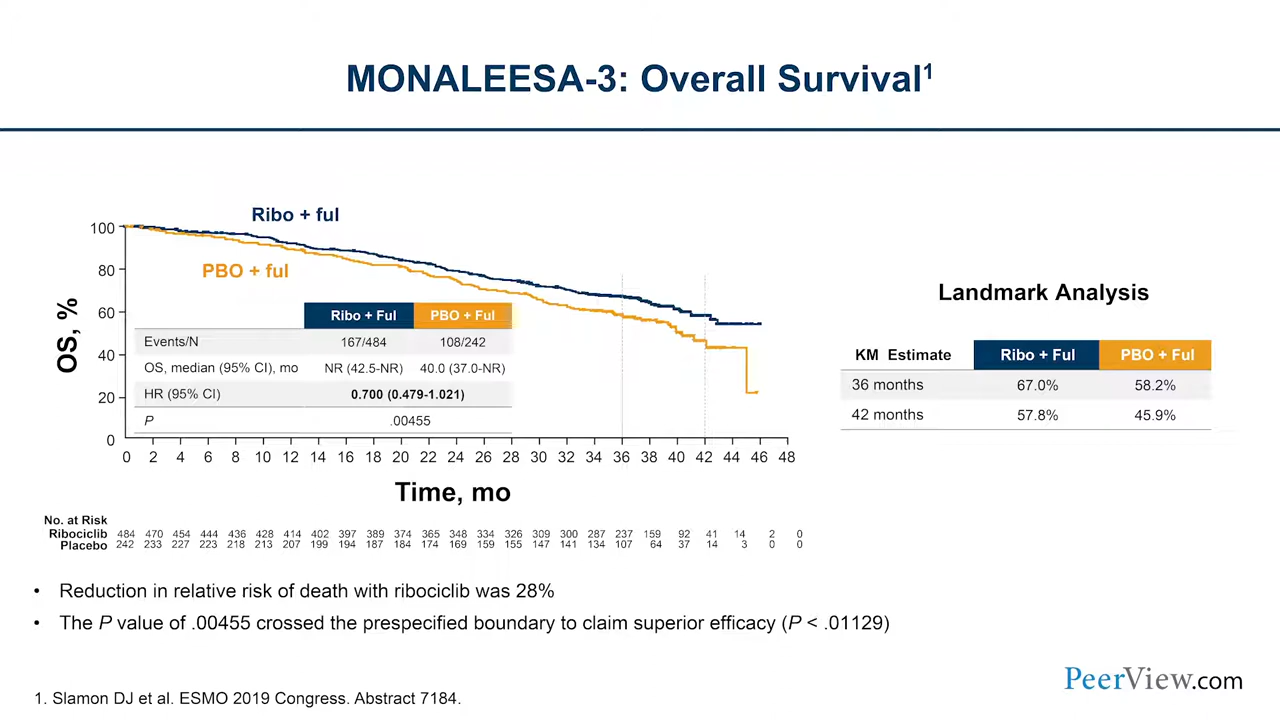 MONALEESA-3: Overall Survival1
Ribo + ful
PBO + ful
OS, %
100
80
60
40
20
0
Ribo + Ful PBO + Ful
Events/N 167/484 108/242
OS, median (95% CI), mo NR (42.5-NR) 40.0 (37.0-NR)
HR (95% CI) 0.700 (0.479-1.021)
P .00455
0 2 4 6 8 10 12 14 16 18 20 22 24 26 28 30 32 34 36 38 40 42 44 46 48
Time, mo
No. at Risk
Ribociclib 484 470 454 444 436 428 414 402 397 389 374 365 348 334 326 309 300 287 237 159 92 41 14 2 0
Placebo 242 233 227 223 218 213 207 199 194 187 184 174 169 159 155 147 141 134 107 64 37 14 3 0 0
Landmark Analysis
KM Estimate Ribo + Ful PBO + Ful
36 months 67.0% 58.2%
42 months 57.8% 45.9%
• Reduction in relative risk of death with ribociclib was 28%
• The P value of .00455 crossed the prespecified boundary to claim superior efficacy (P < .01129)
1. Slamon DJ et al. ESMO 2019 Congress. Abstract 7184.
PeerView.com